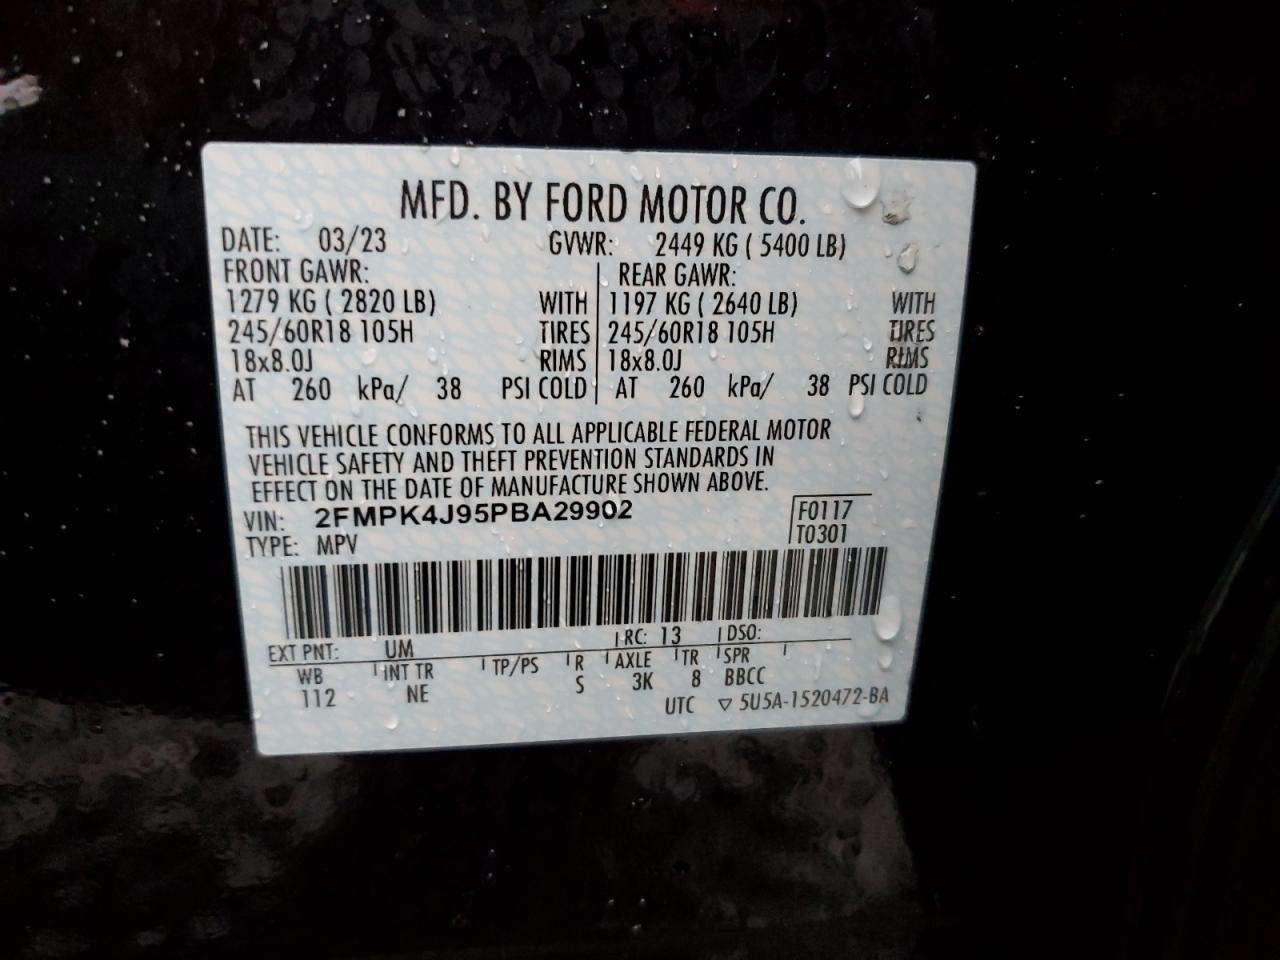 MFD. BY FORD MOTOR CO.
DATE: 03/23 GVWR: 2449 KG ( 5400 LB)
FRONT GAWR: REAR GAWR:
1279 KG ( 2820 LB) WITH 1197 KG ( 2640 LB) WITH
245/60R18 105H TIRES 245/60R18 105H TIRES
18x8.0J RIMS 18x8.0J RIMS
AT 260 kPa/ 38 PSI COLD AT 260 kPa/ 38 PSI COLD
THIS VEHICLE CONFORMS TO ALL APPLICABLE FEDERAL MOTOR
VEHICLE SAFETY AND THEFT PREVENTION STANDARDS IN
EFFECT ON THE DATE OF MANUFACTURE SHOWN ABOVE.
VIN: 2FMPK4J95PBA29902 F0117
TYPE: MPV T0301
EXT PNT: UM RC: 13 DSO:
WB INT TR TP/PS R AXLE TR SPR
112 NE S 3K 8 BBCC
UTC ▽ 5U5A-1520472-BA